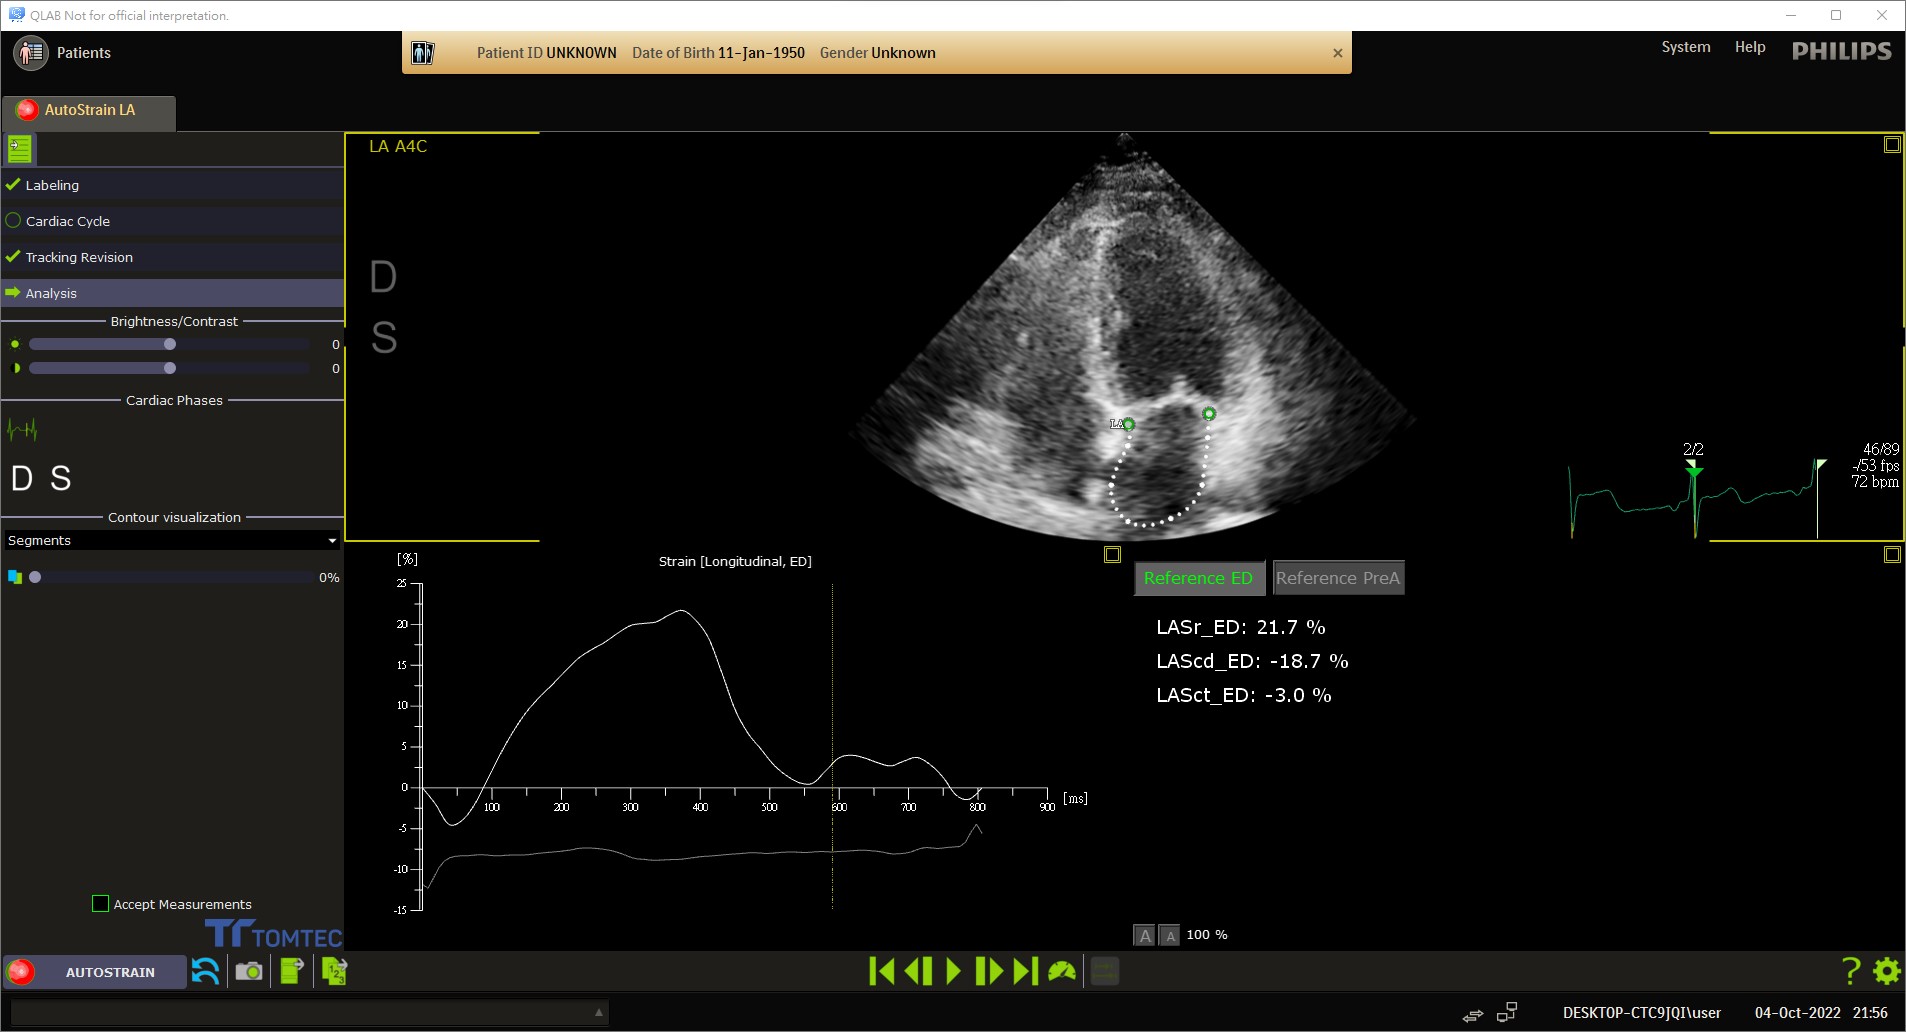 QLAB Not for official interpretation.
Patients
Patient ID UNKNOWN Date of Birth 11-Jan-1950 Gender Unknown
System Help PHILIPS
AutoStrain LA
Labeling
Cardiac Cycle
Tracking Revision
Analysis
Brightness/Contrast
0
0
Cardiac Phases
D S
Contour visualization
Segments
0%
Accept Measurements
TOMTEC
LA A4C
D
S
LA
2/2
46/89
-/53 fps
72 bpm
[%]
Strain [Longitudinal, ED]
25
20
15
10
5
0
-5
-10
-15
100 200 300 400 500 600 700 800 900 [ms]
Reference ED Reference PreA
LASr_ED: 21.7 %
LAScd_ED: -18.7 %
LASct_ED: -3.0 %
A A 100 %
AUTOSTRAIN
1 2 3
?
DESKTOP-CTC9JQI\user 04-Oct-2022 21:56